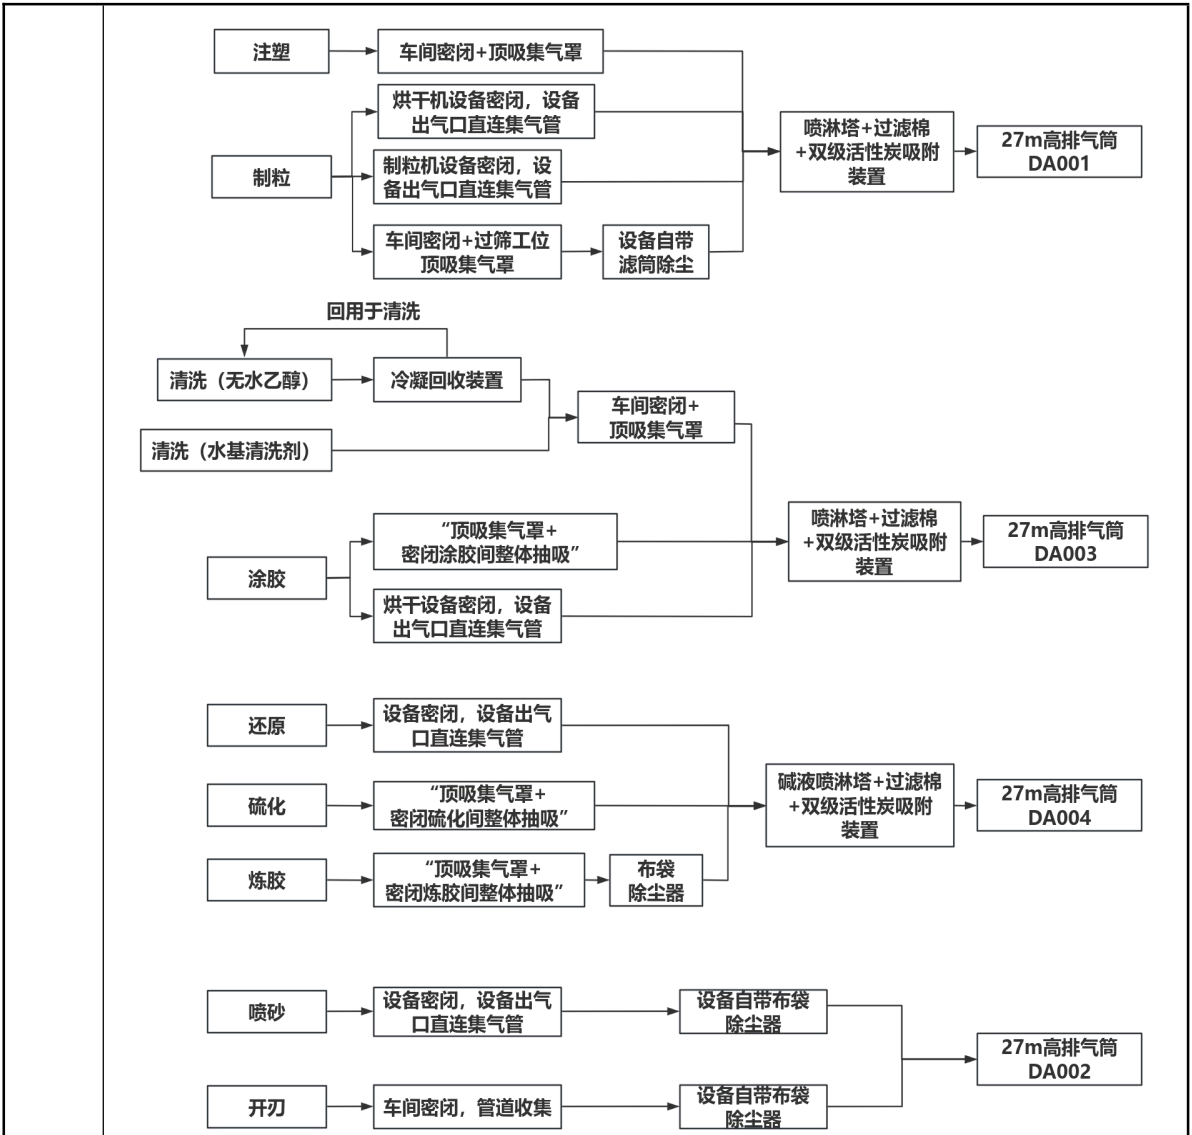 注塑
车间密闭+顶吸集气罩
烘干机设备密闭，设备
出气口直连集气管
制粒
制粒机设备密闭，设
备出气口直连集气管
车间密闭+过筛工位
顶吸集气罩
设备自带
滤筒除尘
喷淋塔+过滤棉
+双级活性炭吸附
装置
27m高排气筒
DA001
回用于清洗
清洗（无水乙醇）
冷凝回收装置
清洗（水基清洗剂）
车间密闭+
顶吸集气罩
涂胶
“顶吸集气罩+
密闭涂胶间整体抽吸”
烘干设备密闭，设备
出气口直连集气管
喷淋塔+过滤棉
+双级活性炭吸附
装置
27m高排气筒
DA003
还原
设备密闭，设备出气
口直连集气管
硫化
“顶吸集气罩+
密闭硫化间整体抽吸”
炼胶
“顶吸集气罩+
密闭炼胶间整体抽吸”
布袋
除尘器
碱液喷淋塔+过滤棉
+双级活性炭吸附
装置
27m高排气筒
DA004
喷砂
设备密闭，设备出气
口直连集气管
设备自带布袋
除尘器
开刃
车间密闭，管道收集
设备自带布袋
除尘器
27m高排气筒
DA002